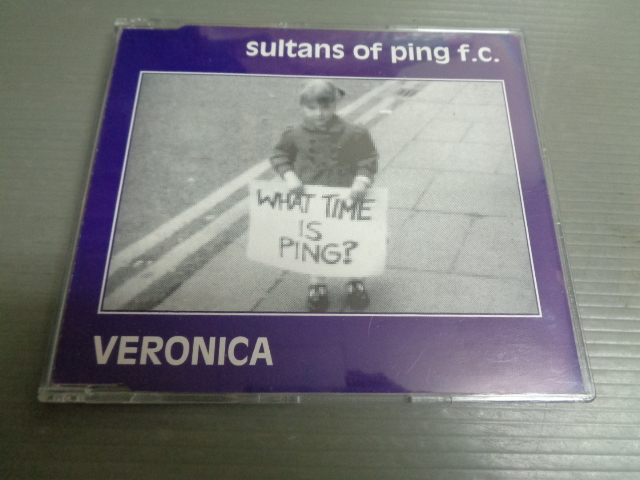 sultans of ping f.c.
WHAT TIME
IS
PING?
VERONICA